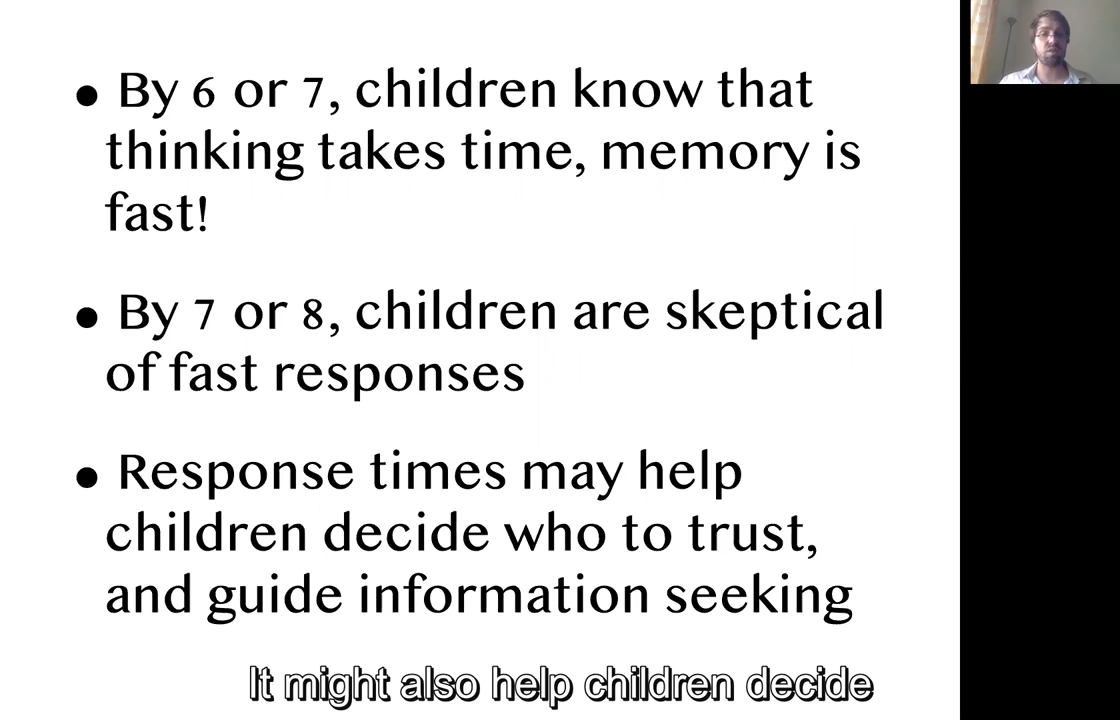 • By 6 or 7, children know that
thinking takes time, memory is
fast!
• By 7 or 8, children are skeptical
of fast responses
• Response times may help
children decide who to trust,
and guide information seeking
It might also help children decide